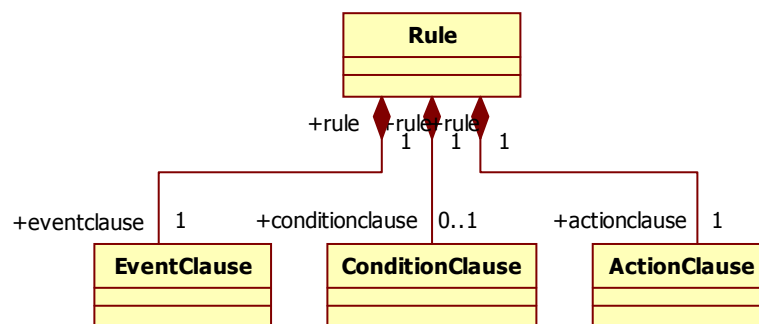 Rule
+rule +rule +rule
1 1 1
+eventclause 1 +conditionclause 0..1 +actionclause 1
EventClause ConditionClause ActionClause